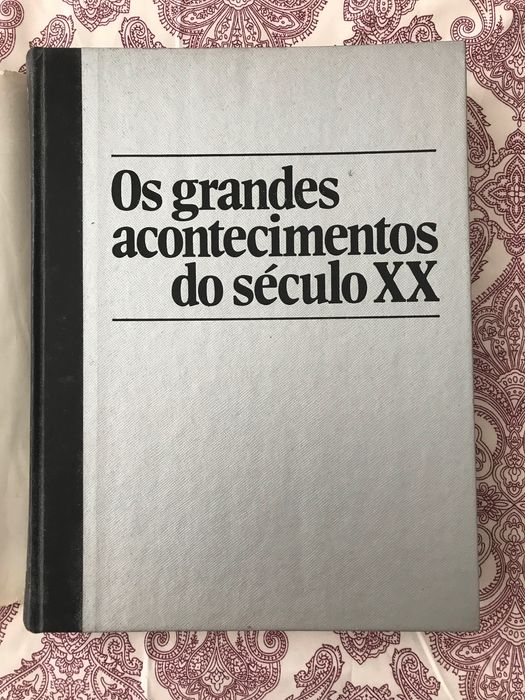 Os grandes
acontecimentos
do século XX